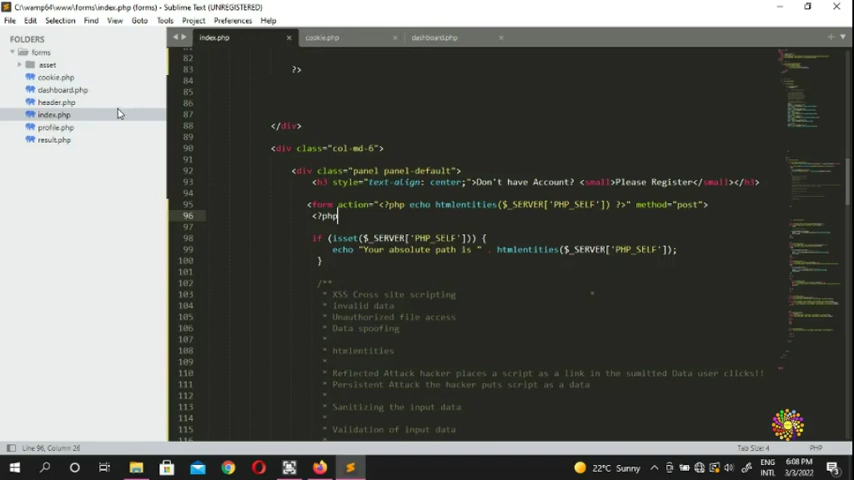 C:\wamp64\www\forms\index.php (forms) - Sublime Text (UNREGISTERED)
File Edit Selection Find View Goto Tools Project Preferences Help
FOLDERS
forms
asset
cookie.php
dashboard.php
header.php
index.php
profile.php
result.php
index.php cookie.php dashboard.php
82
83 ?>
84
85
86
87
88 </div>
89
90 <div class="col-md-6">
91
92 <div class="panel panel-default">
93 <h3 style="text-align: center;">Don't have Account? <small>Please Register</small></h3>
94
95 <form action="<?php echo htmlentities($_SERVER['PHP_SELF']) ?>" method="post">
96 <?php
97
98 if (isset($_SERVER['PHP_SELF'])) {
99 echo "Your absolute path is " . htmlentities($_SERVER['PHP_SELF']);
100 }
101
102 /**
103 * XSS Cross site scripting *
104 * invalid data
105 * Unauthorized file access
106 * Data spoofing
107 *
108 * htmlentities
109 *
110 * Reflected Attack hacker places a script as a link in the sumitted Data user clicks!!
111 * Persistent Attack the hacker puts script as a data
112 *
113 * Sanitizing the input data
114 *
115 * Validation of input data
116 *
Line 96, Column 26 Tab Size: 4 PHP
22°C Sunny ENG INTL 6:08 PM 3/3/2022